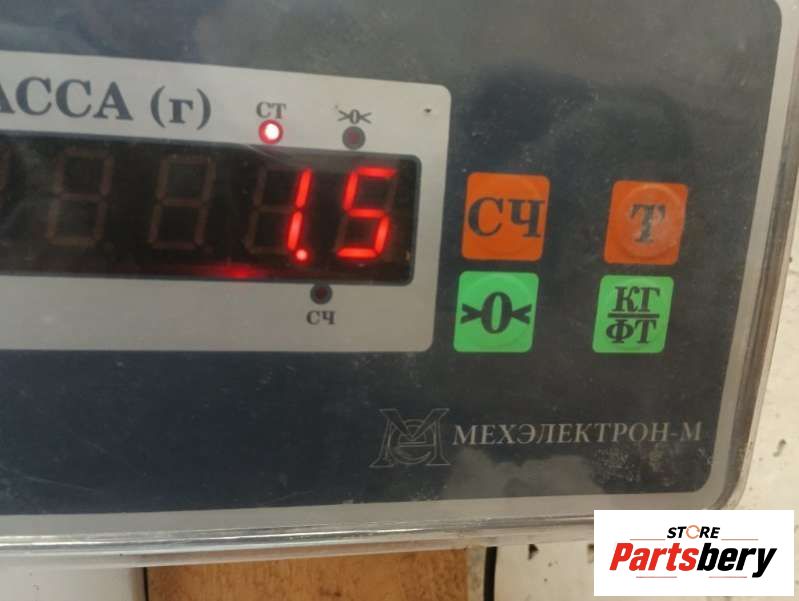 АССА (г)
СТ >0<
1.5
СЧ
СЧ Т
>0< КГ
ФТ
МЕХЭЛЕКТРОН-М
STORE
Partsbery